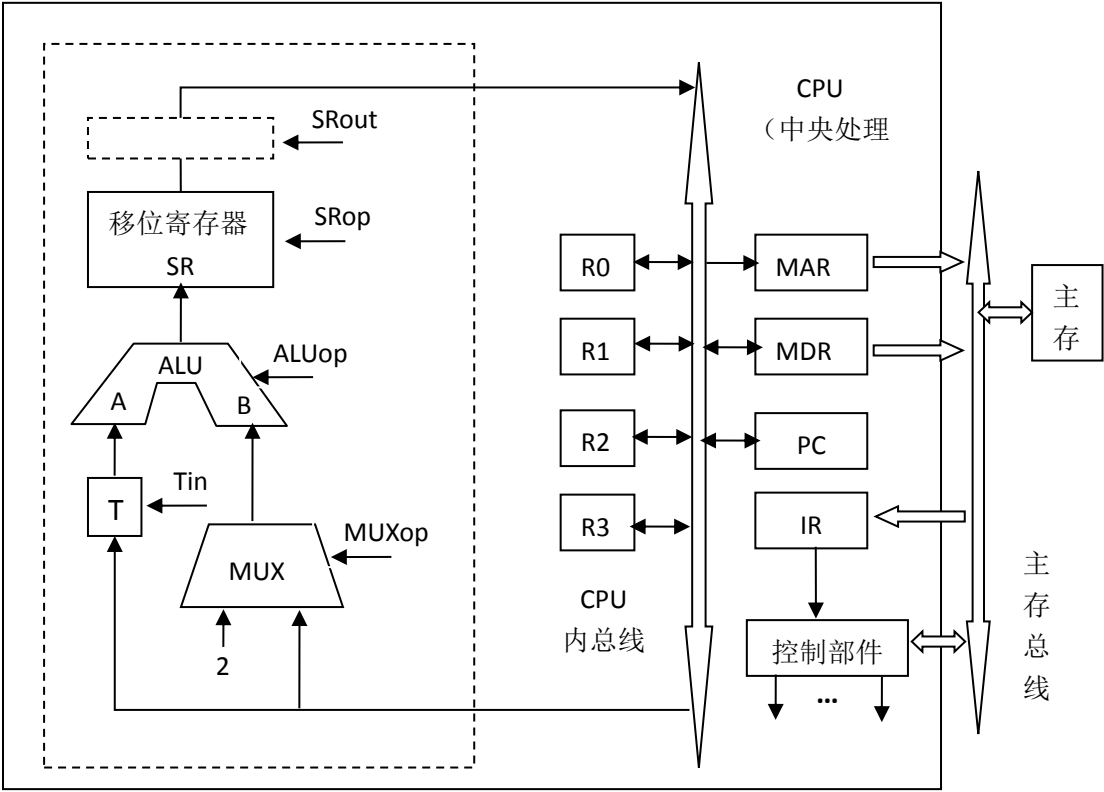 SRout
CPU
（中央处理
移位寄存器
SR
SRop
R0
MAR
主
存
ALU
ALUop
A
B
R1
MDR
R2
PC
T
Tin
MUXop
R3
IR
MUX
2
CPU
内总线
控制部件
...
主
存
总
线